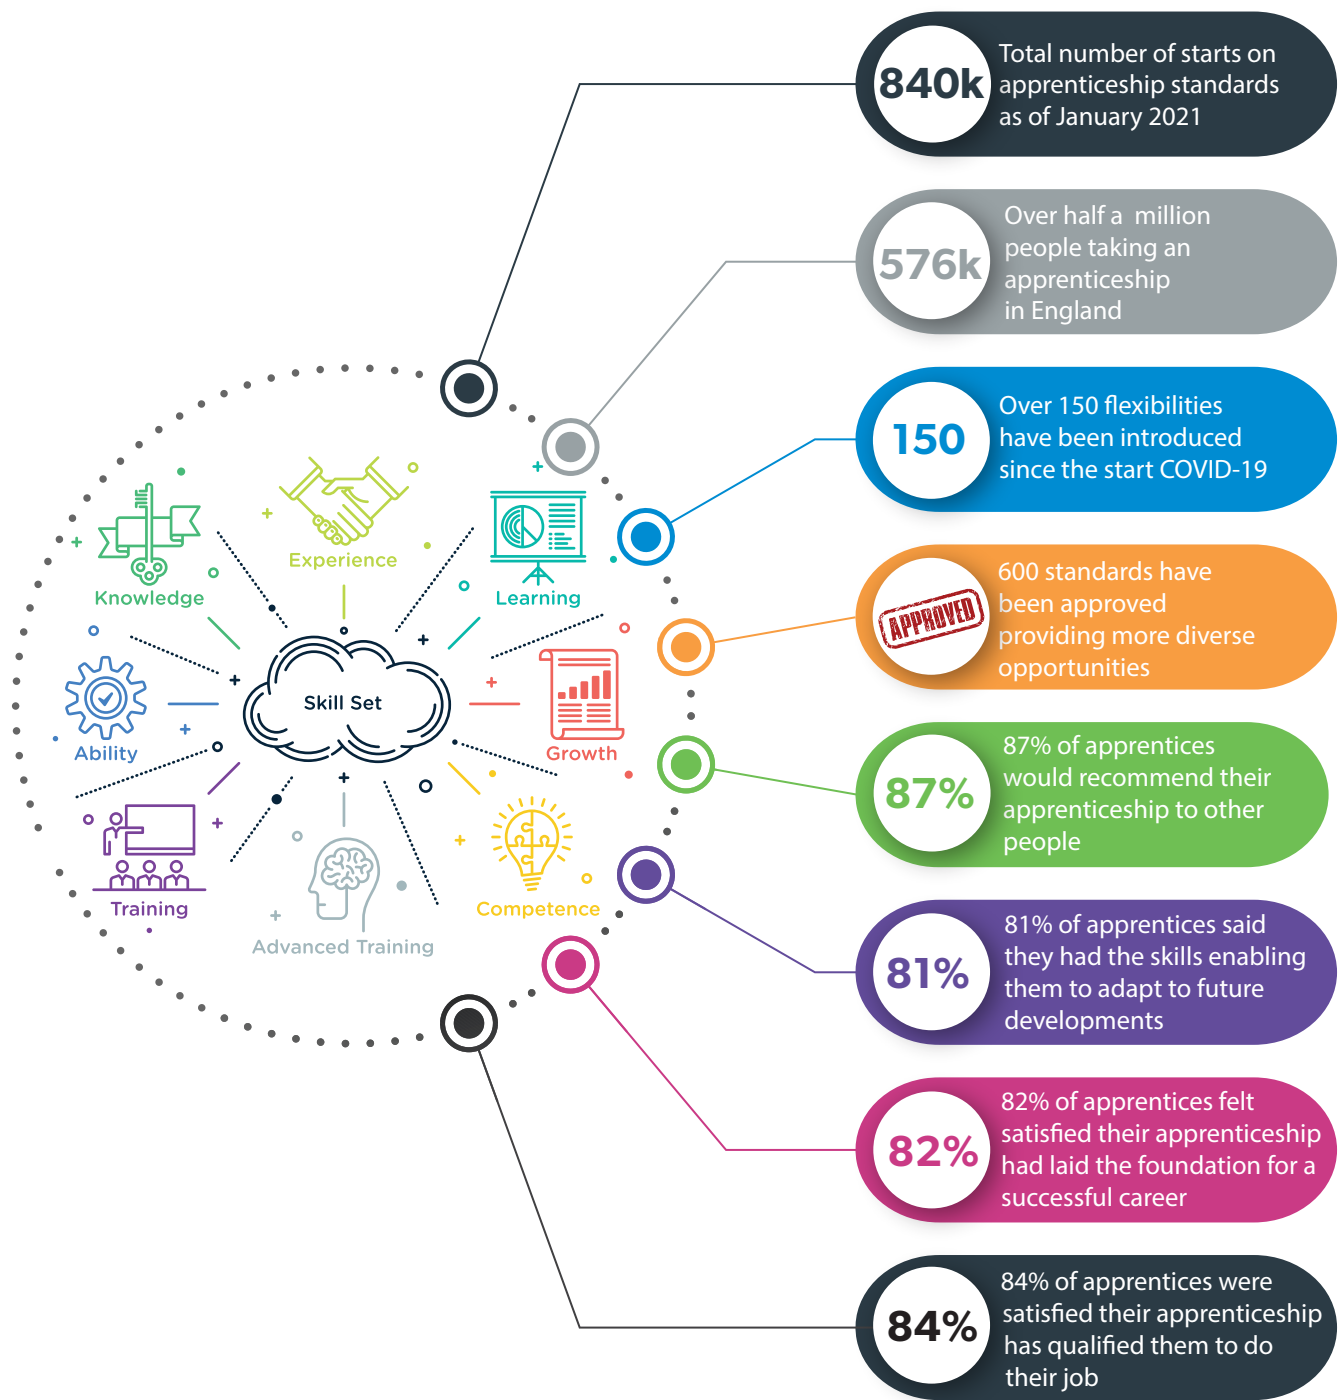 840k
Total number of starts on
apprenticeship standards
as of January 2021
576k
Over half a  million
people taking an
apprenticeship
in England
150
Over 150 flexibilities
have been introduced
since the start COVID-19
APPROVED
600 standards have
been approved
providing more diverse
opportunities
87%
87% of apprentices
would recommend their
apprenticeship to other
people
81%
81% of apprentices said
they had the skills enabling
them to adapt to future
developments
82%
82% of apprentices felt
satisfied their apprenticeship
had laid the foundation for a
successful career
84%
84% of apprentices were
satisfied their apprenticeship
has qualified them to do
their job
Experience
Knowledge
Learning
Skill Set
Ability
Growth
Training
Competence
Advanced Training